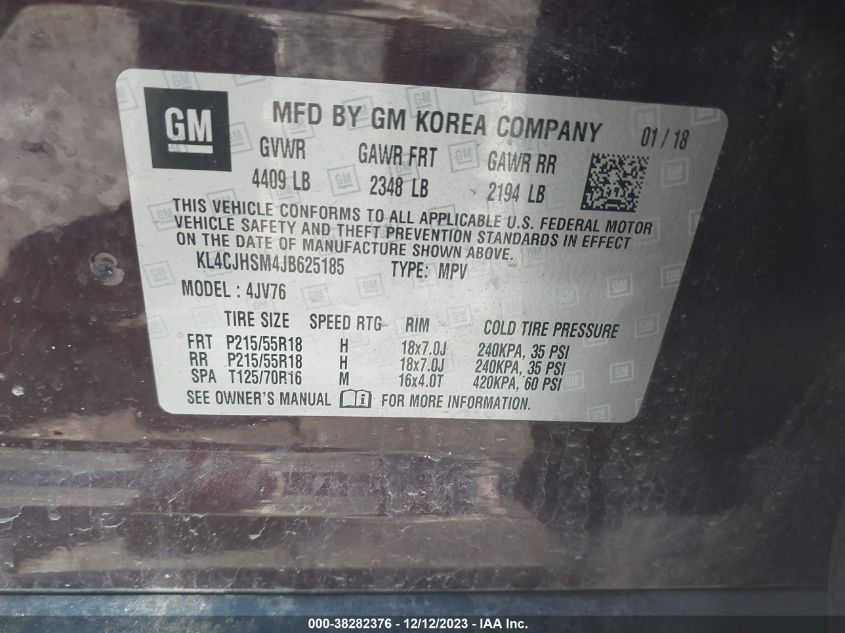 GM
MFD BY GM KOREA COMPANY 01/18
GVWR GAWR FRT GAWR RR
4409 LB 2348 LB 2194 LB
THIS VEHICLE CONFORMS TO ALL APPLICABLE U.S. FEDERAL MOTOR
VEHICLE SAFETY AND THEFT PREVENTION STANDARDS IN EFFECT
ON THE DATE OF MANUFACTURE SHOWN ABOVE.
KL4CJHSM4JB625185 TYPE: MPV
MODEL : 4JV76
TIRE SIZE SPEED RTG RIM COLD TIRE PRESSURE
FRT P215/55R18 H 18x7.0J 240KPA, 35 PSI
RR P215/55R18 H 18x7.0J 240KPA, 35 PSI
SPA T125/70R16 M 16x4.0T 420KPA, 60 PSI
SEE OWNER'S MANUAL FOR MORE INFORMATION.
000-38282376 - 12/12/2023 - IAA Inc.